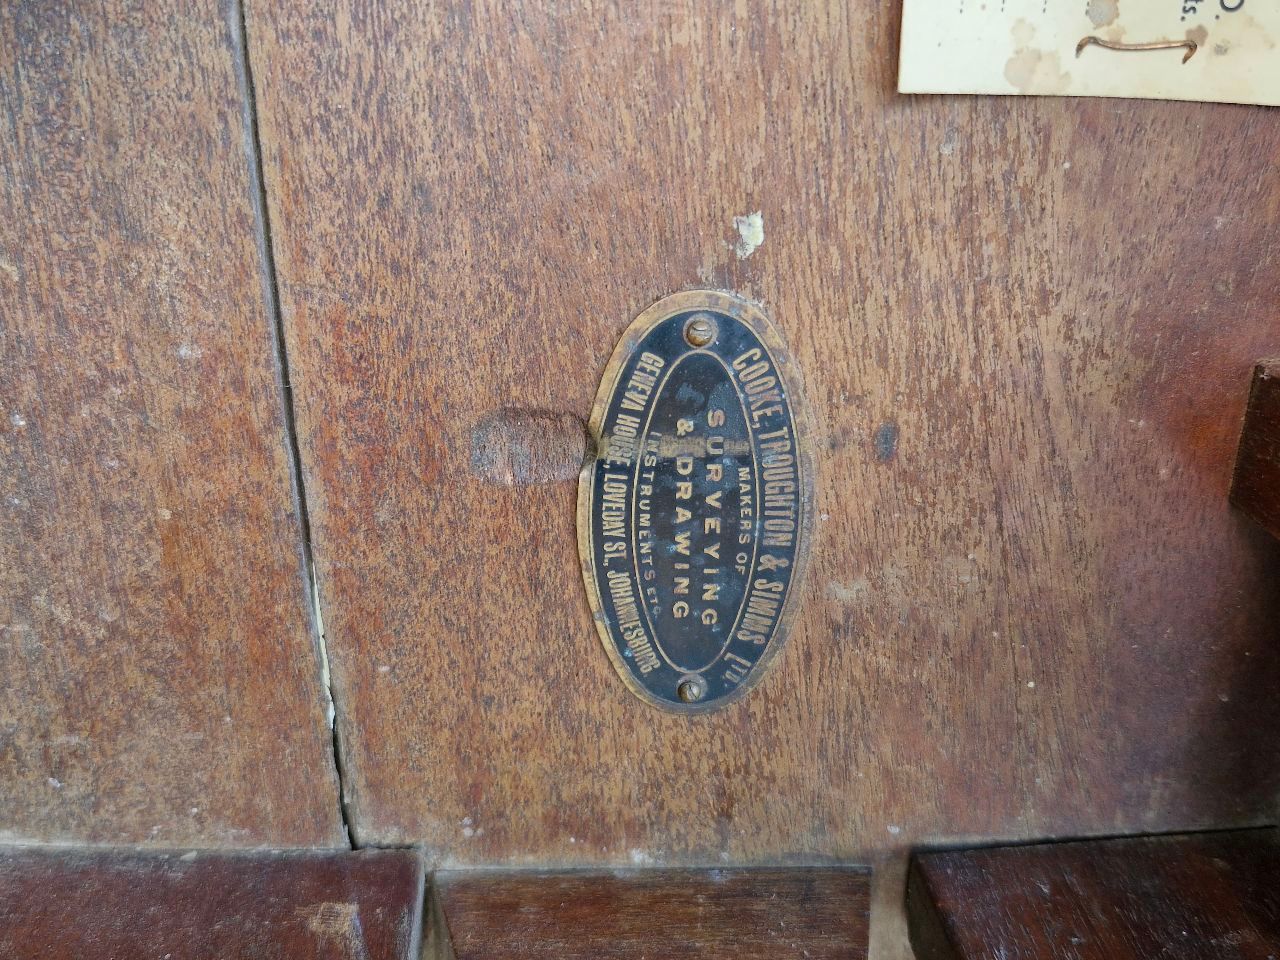 COOKE, TROUGHTON & SIMMS LTD
MAKERS OF
SURVEYING
& DRAWING
INSTRUMENTS ETC.
GENEVA HOUSE, LOVEDAY ST., JOHANNESBURG